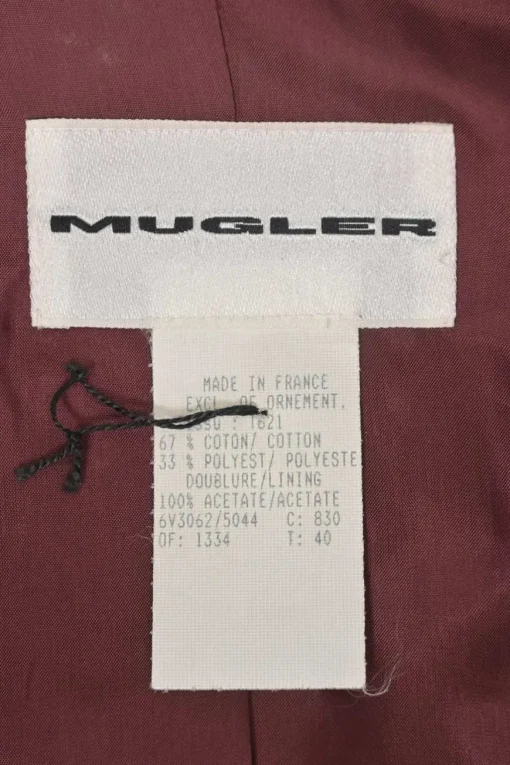 MUGLER
MADE IN FRANCE
EXCL. OF ORNEMENT.
: 1621
67 % COTON/ COTTON
33 % POLYEST/ POLYESTE
DOUBLURE/LINING
100% ACETATE/ACETATE
6V3062/5044 C: 830
OF: 1334 T: 40